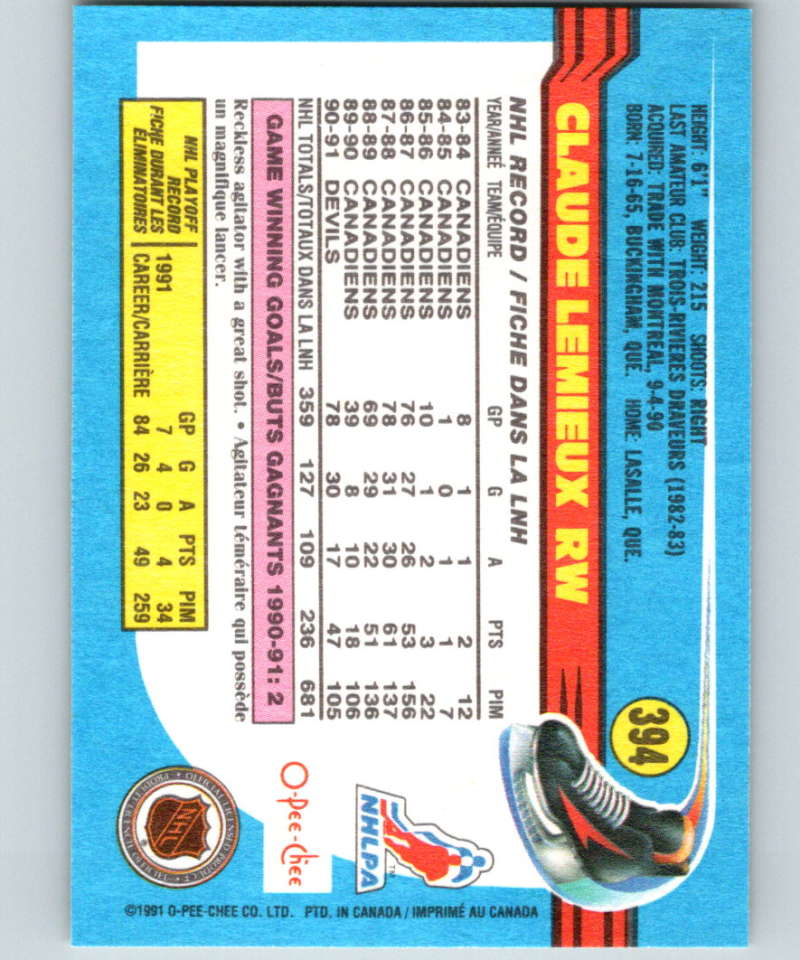 394
HEIGHT: 6'1" WEIGHT: 215 SHOOTS: RIGHT
LAST AMATEUR CLUB: TROIS-RIVIERES DRAVEURS (1982-83)
ACQUIRED: TRADE WITH MONTREAL, 9-4-90
BORN: 7-16-65, BUCKINGHAM, QUE. HOME LASALLE, QUE.
CLAUDE LEMIEUX RW
NHL RECORD / FICHE DANS LA LNH
YEAR/ANNEÉ TEAM/EQUIPE GP G A PTS PIM
83-84 CANADIENS 8 1 1 2 12
84-85 CANADIENS 1 0 1 1 7
85-86 CANADIENS 10 1 2 3 22
86-87 CANADIENS 76 27 26 53 156
87-88 CANADIENS 78 31 30 61 137
88-89 CANADIENS 69 29 22 51 136
89-90 CANADIENS 39 8 10 18 106
90-91 DEVILS 78 30 17 47 105
NHL TOTALS/TOTAUX DANS LA LNH 359 127 109 236 681
GAME WINNING GOALS/BUTS GAGNANTS 1990-91: 2
Reckless agitator with a great shot. • Agitateur téméraire qui possède
un magnifique lancer.
NHL PLAYOFF
RECORD
FICHE DURANT LES
ÉLIMINATOIRES
GP G A PTS PIM
1991 7 4 0 4 34
CAREER/CARRIÈRE 84 26 23 49 259
NHLPA
TM
O-Pee-Chee
NHL
©1991 O-PEE-CHEE CO. LTD. PTD. IN CANADA / IMPRIMÉ AU CANADA